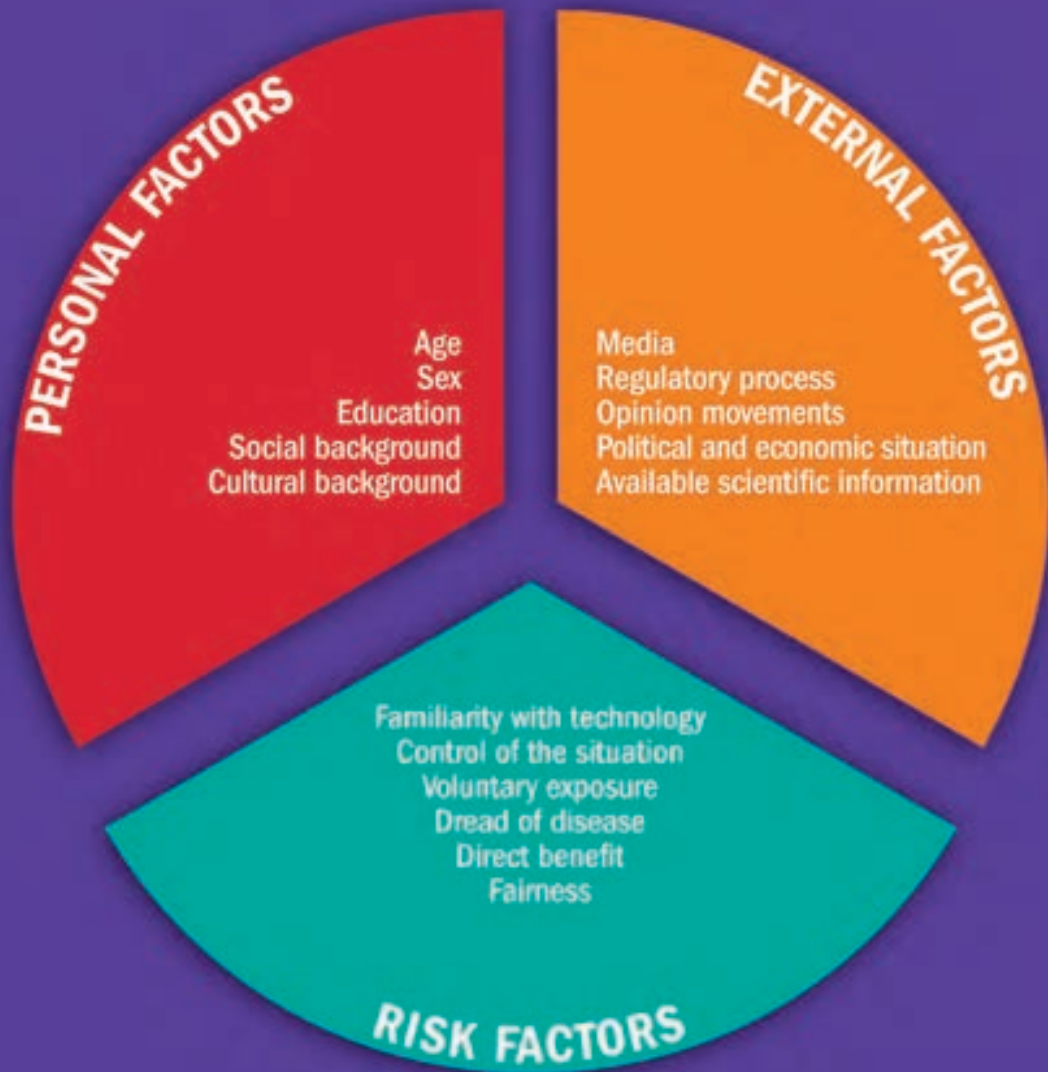 PERSONAL FACTORS
Age
Sex
Education
Social background
Cultural background
EXTERNAL FACTORS
Media
Regulatory process
Opinion movements
Political and economic situation
Available scientific information
Familiarity with technology
Control of the situation
Voluntary exposure
Dread of disease
Direct benefit
Fairness
RISK FACTORS